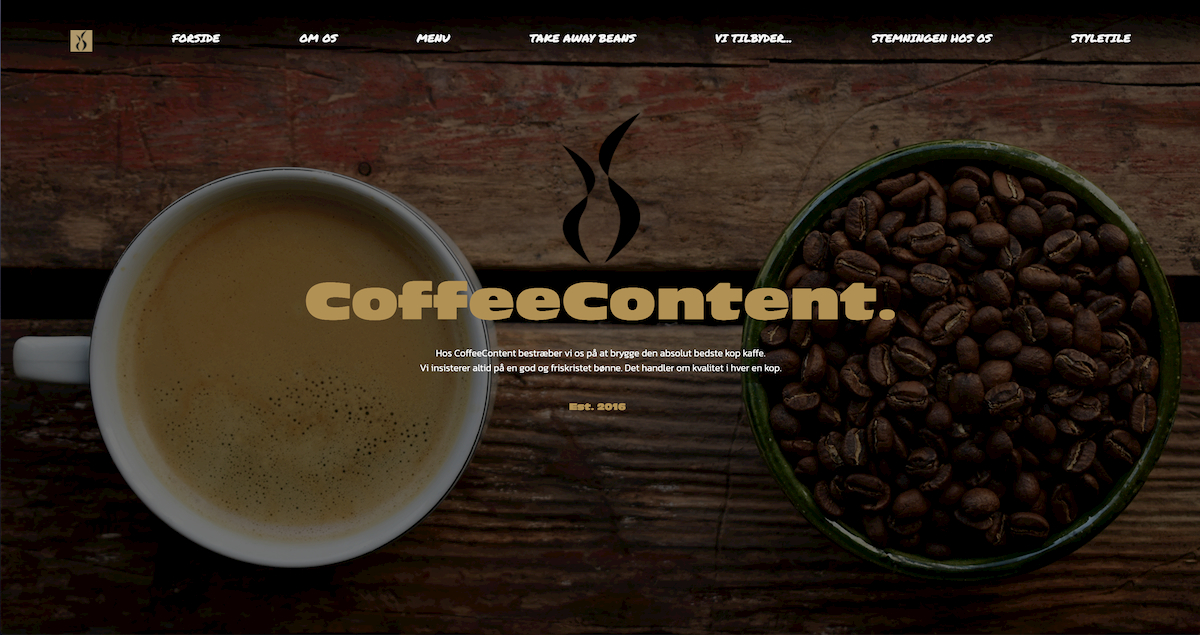 FORSIDE
OM OS
MENU
TAKE AWAY BEANS
VI TILBYDER...
STEMNINGEN HOS OS
STYLETILE
CoffeeContent.
Hos CoffeeContent bestræber vi os på at brygge den absolut bedste kop kaffe.
Vi insisterer altid på en god og friskristet bønne. Det handler om kvalitet i hver en kop.
Est. 2016